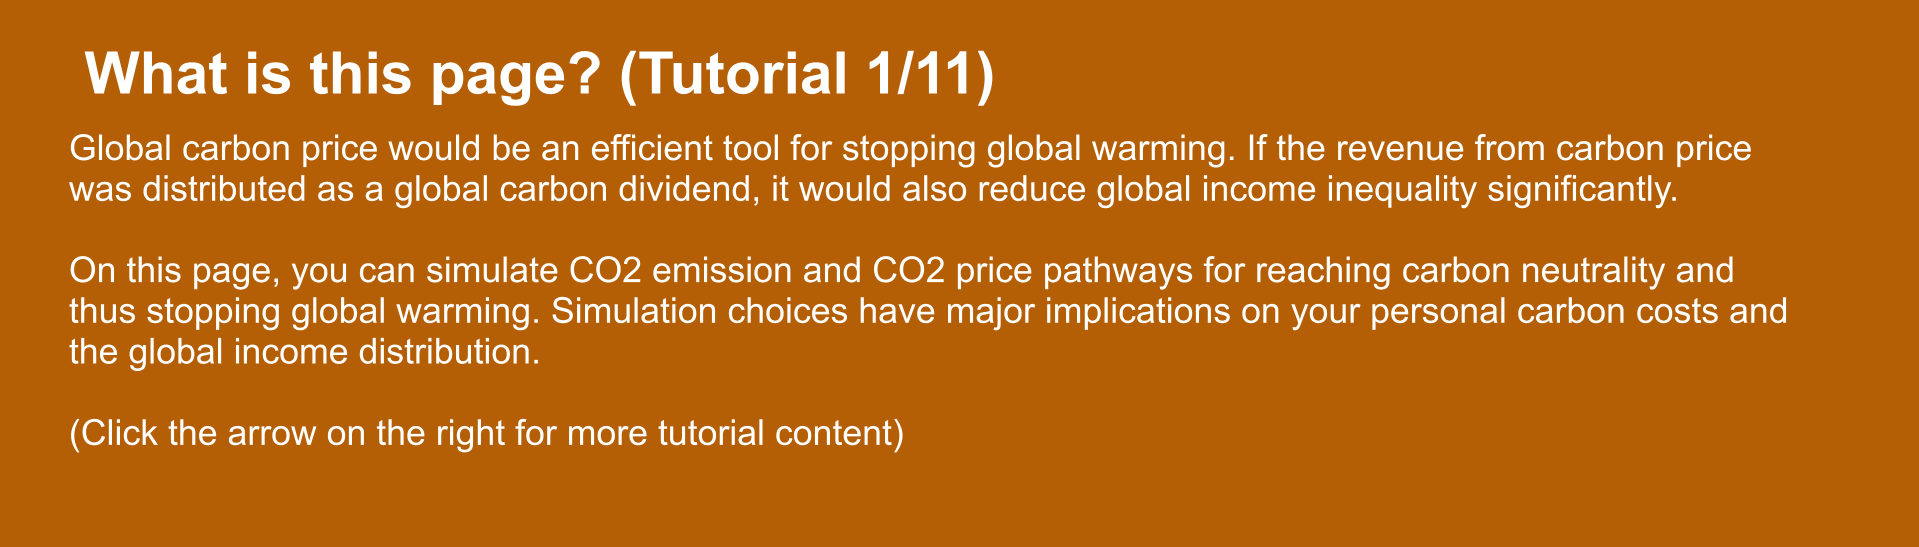 What is this page? (Tutorial 1/11)
Global carbon price would be an efficient tool for stopping global warming. If the revenue from carbon price
was distributed as a global carbon dividend, it would also reduce global income inequality significantly.
On this page, you can simulate CO2 emission and CO2 price pathways for reaching carbon neutrality and
thus stopping global warming. Simulation choices have major implications on your personal carbon costs and
the global income distribution.
(Click the arrow on the right for more tutorial content)